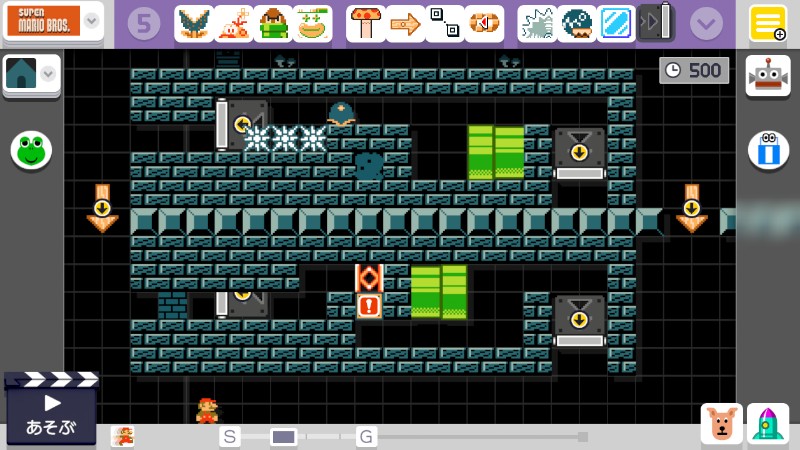 SUPER
MARIO BROS.
5
500
!
あそぶ
S
G